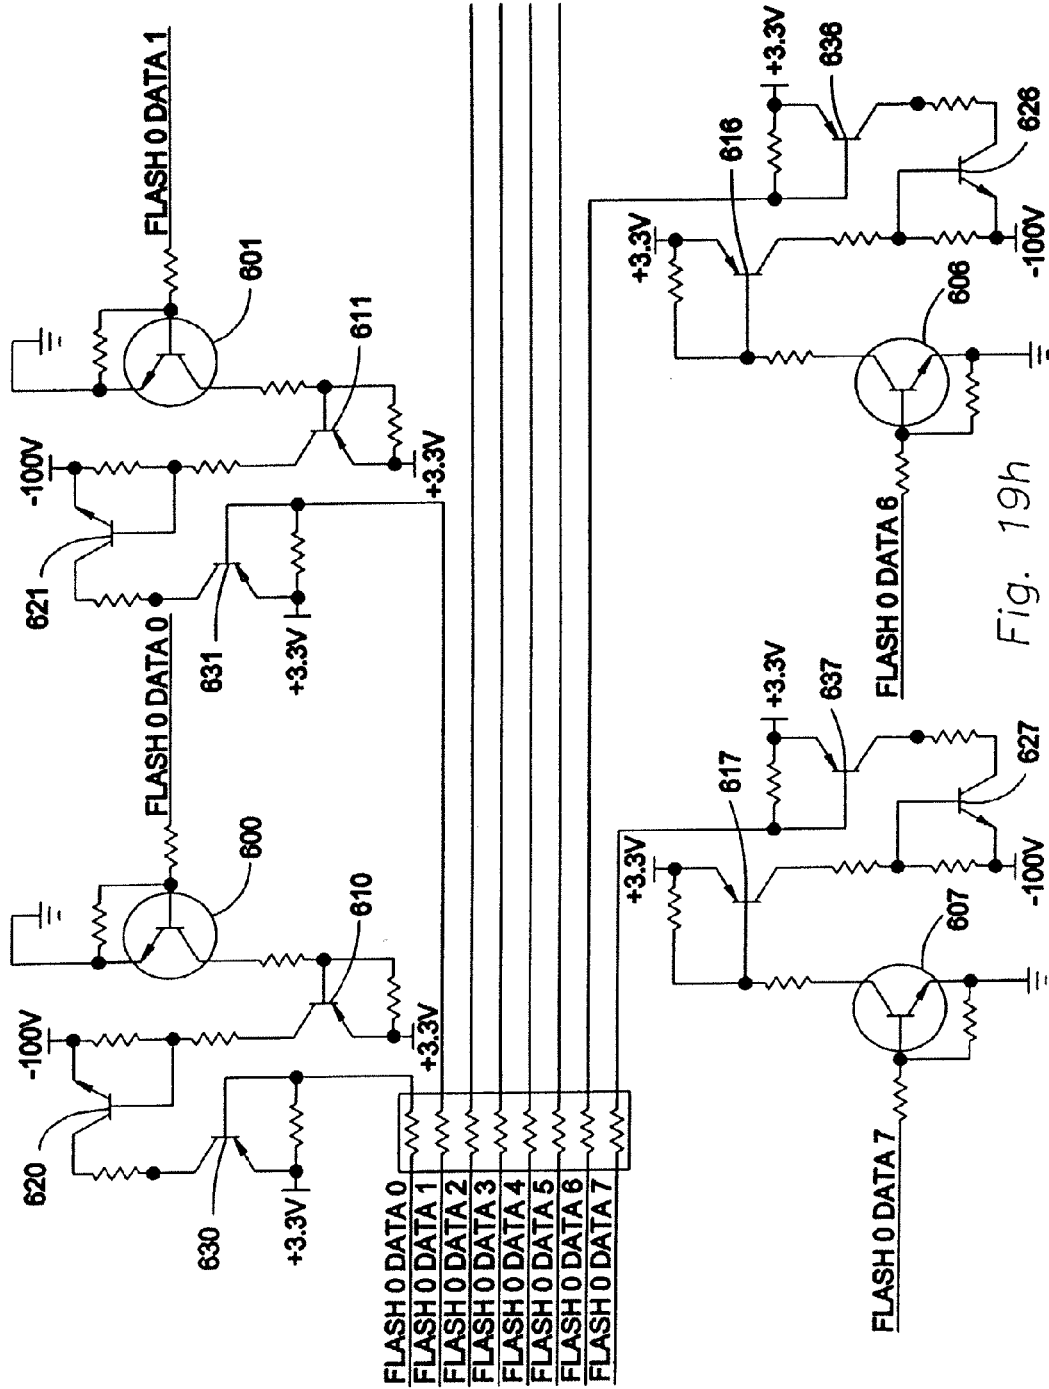 FLASH 0 DATA 1
601
611
-100V
+3.3V
621
631
+3.3V
FLASH 0 DATA 0
600
610
-100V
+3.3V
620
630
+3.3V
FLASH 0 DATA 0
FLASH 0 DATA 1
FLASH 0 DATA 2
FLASH 0 DATA 3
FLASH 0 DATA 4
FLASH 0 DATA 5
FLASH 0 DATA 6
FLASH 0 DATA 7
+3.3V
636
616
+3.3V
626
-100V
606
FLASH 0 DATA 6
+3.3V
637
617
+3.3V
627
-100V
607
FLASH 0 DATA 7
Fig. 19h